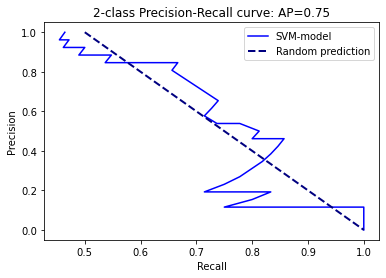 2-class Precision-Recall curve: AP=0.75
SVM-model
Random prediction
Precision
1.0
0.8
0.6
0.4
0.2
0.0
0.5 0.6 0.7 0.8 0.9 1.0
Recall